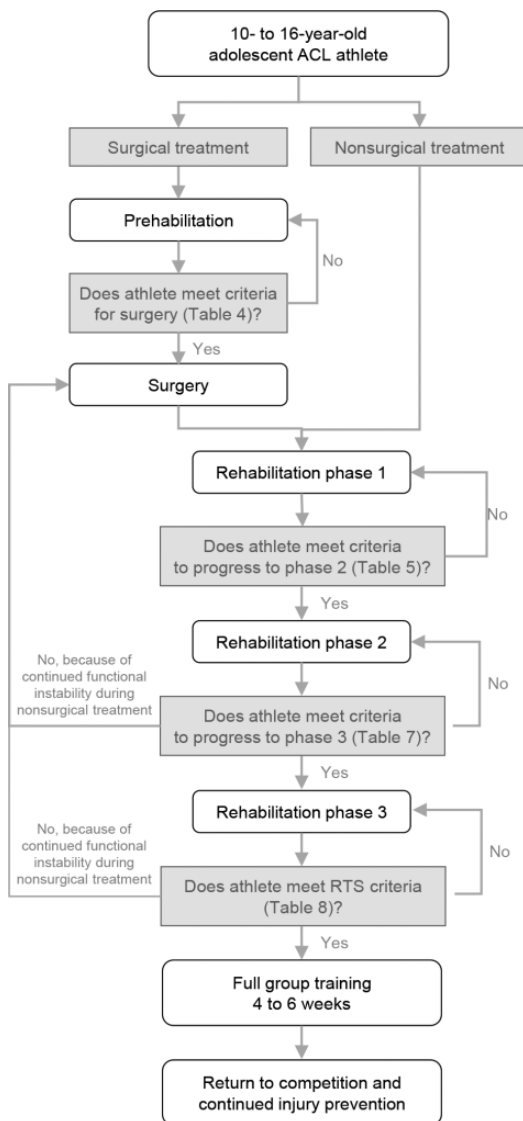 10- to 16-year-old
adolescent ACL athlete
Surgical treatment
Nonsurgical treatment
Prehabilitation
No
Does athlete meet criteria
for surgery (Table 4)?
Yes
Surgery
Rehabilitation phase 1
No
Does athlete meet criteria
to progress to phase 2 (Table 5)?
Yes
Rehabilitation phase 2
No, because of
continued functional
instability during
nonsurgical treatment
No
Does athlete meet criteria
to progress to phase 3 (Table 7)?
Yes
Rehabilitation phase 3
No, because of
continued functional
instability during
nonsurgical treatment
No
Does athlete meet RTS criteria
(Table 8)?
Yes
Full group training
4 to 6 weeks
Return to competition and
continued injury prevention